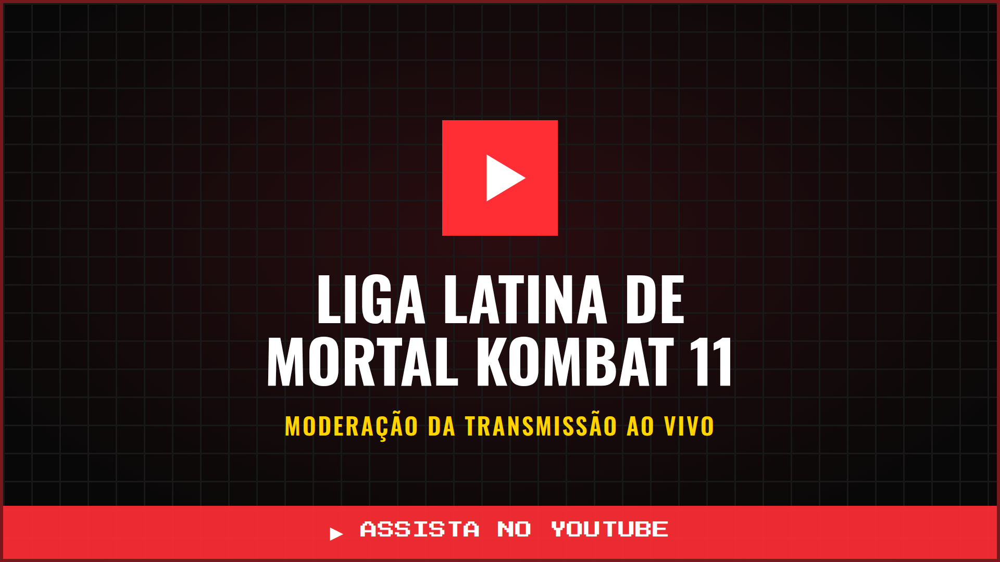 LIGA LATINA DE
MORTAL KOMBAT 11
MODERAÇÃO DA TRANSMISSÃO AO VIVO
▶ ASSISTA NO YOUTUBE